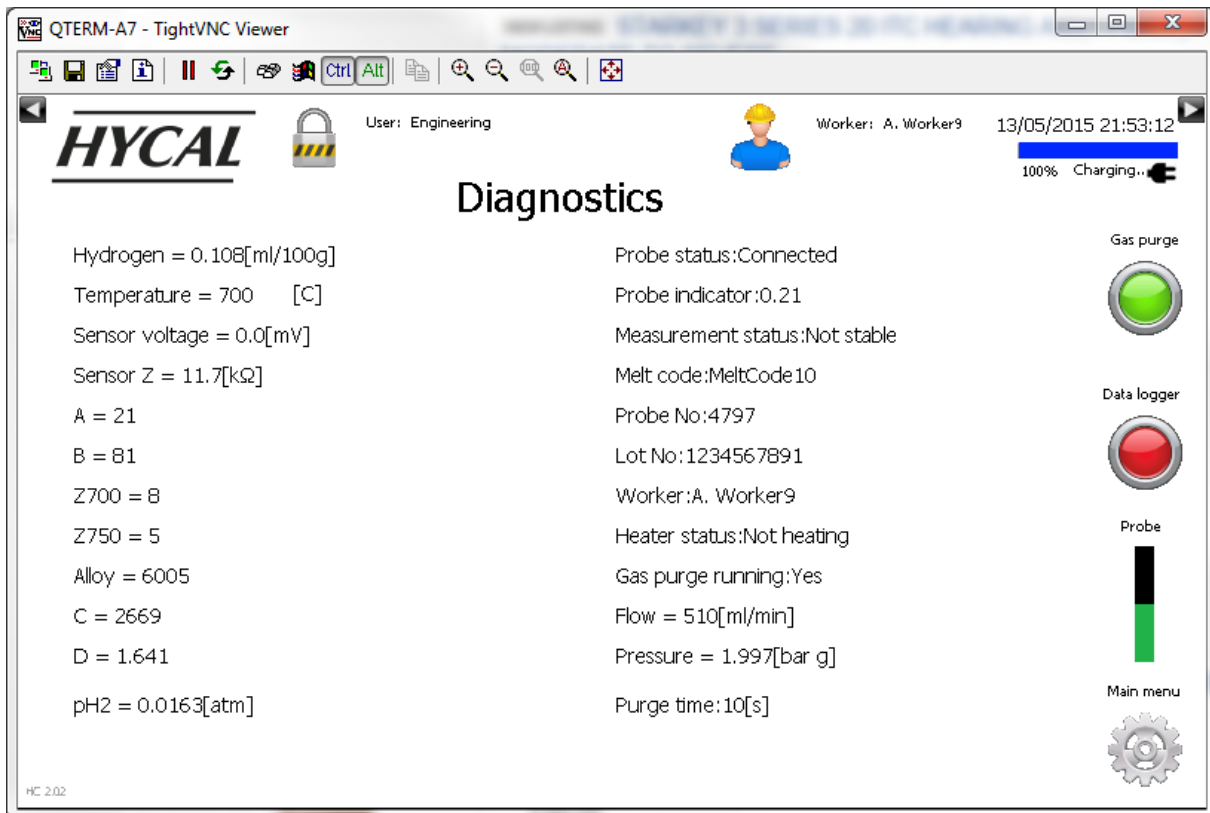 QTERM-A7 - TightVNC Viewer
Ctrl Alt
HYCAL
User: Engineering
Worker: A. Worker9
13/05/2015 21:53:12
100% Charging..
Diagnostics
Hydrogen = 0.108[ml/100g]
Temperature = 700 [C]
Sensor voltage = 0.0[mV]
Sensor Z = 11.7[kΩ]
A = 21
B = 81
Z700 = 8
Z750 = 5
Alloy = 6005
C = 2669
D = 1.641
pH2 = 0.0163[atm]
Probe status:Connected
Probe indicator:0.21
Measurement status:Not stable
Melt code:MeltCode10
Probe No:4797
Lot No:1234567891
Worker:A. Worker9
Heater status:Not heating
Gas purge running:Yes
Flow = 510[ml/min]
Pressure = 1.997[bar g]
Purge time:10[s]
Gas purge
Data logger
Probe
Main menu
HC 2.02